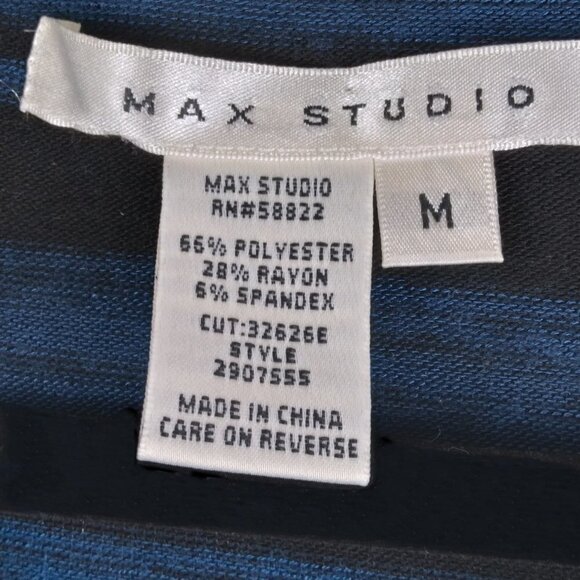 MAX STUDIO
MAX STUDIO
RN#58822
M
66% POLYESTER
28% RAYON
6% SPANDEX
CUT:32626E
STYLE
2907555
MADE IN CHINA
CARE ON REVERSE